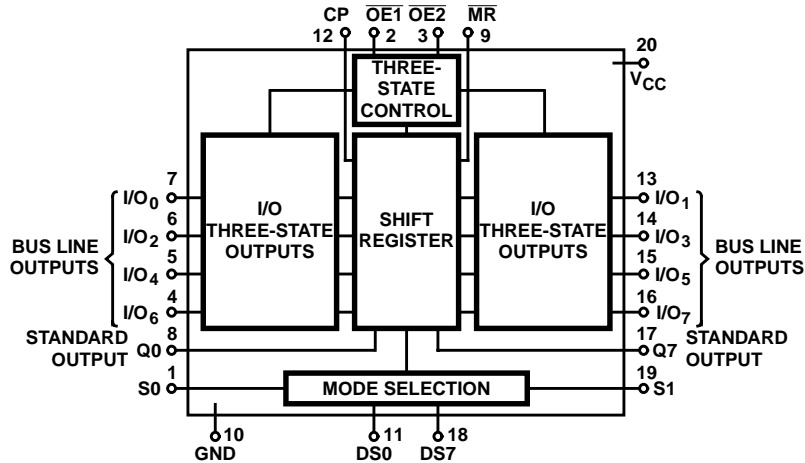 CP OE1 OE2 MR
12 2 3 9
20
VCC
THREE-
STATE
CONTROL
7
I/O0
6
I/O2
5
I/O4
4
I/O6
BUS LINE
OUTPUTS
I/O
THREE-STATE
OUTPUTS
SHIFT
REGISTER
I/O
THREE-STATE
OUTPUTS
13
I/O1
14
I/O3
15
I/O5
16
I/O7
BUS LINE
OUTPUTS
STANDARD
OUTPUT
8
Q0
17
Q7
STANDARD
OUTPUT
1
S0
MODE SELECTION
19
S1
10
GND
11
DS0
18
DS7